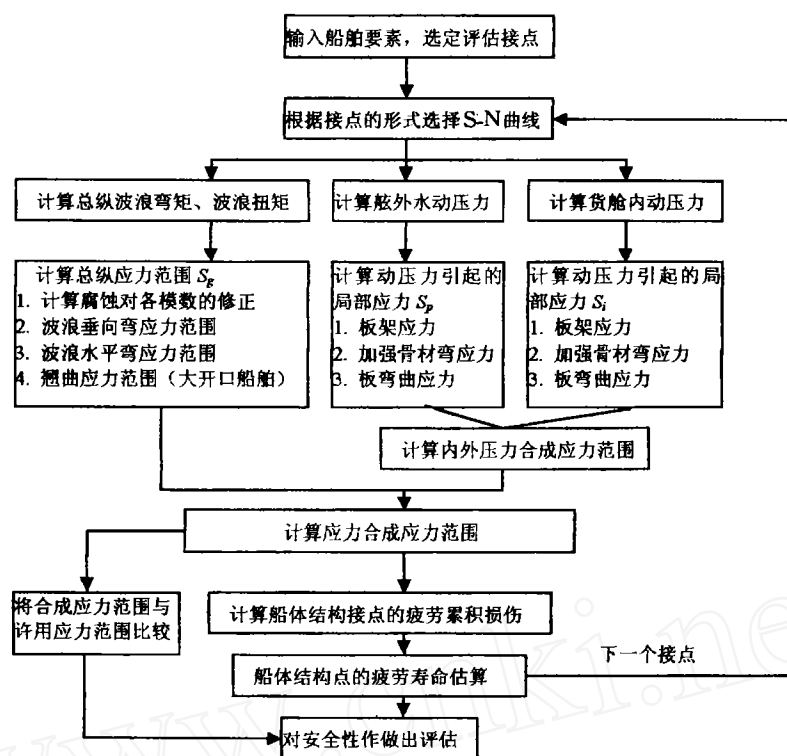 输入船舶要素，选定评估接点
根据接点的形式选择S-N曲线
计算总纵波浪弯矩、波浪扭矩
计算舷外水动压力
计算货舱内动压力
计算总纵应力范围 Sg
1. 计算腐蚀对各模数的修正
2. 波浪垂向弯应力范围
3. 波浪水平弯应力范围
4. 翘曲应力范围（大开口船舶）
计算动压力引起的
局部应力 Sp
1. 板架应力
2. 加强骨材弯应力
3. 板弯曲应力
计算动压力引起的局
部应力 Si
1. 板架应力
2. 加强骨材弯应力
3. 板弯曲应力
计算内外压力合成应力范围
计算应力合成应力范围
将合成应力范围与
许用应力范围比较
计算船体结构接点的疲劳累积损伤
下一个接点
船体结构点的疲劳寿命估算
对安全性作做出评估
www.cnki.ne